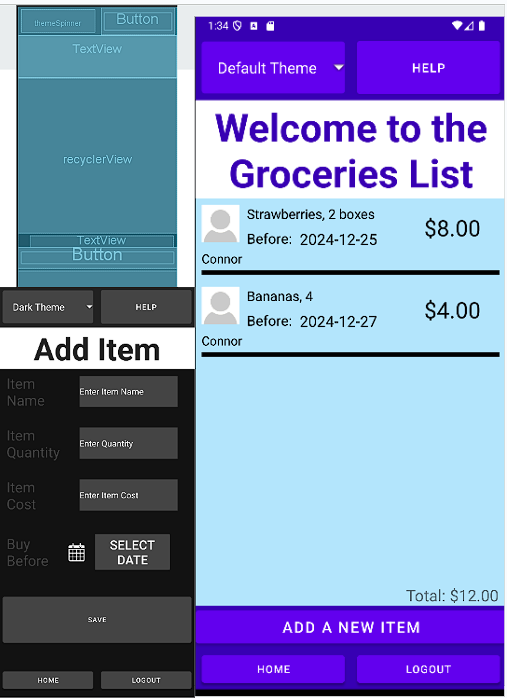 themeSpinner
Button
TextView
recyclerView
TextView
Button
Dark Theme
HELP
Add Item
Item
Name
Enter Item Name
Item
Quantity
Enter Quantity
Item
Cost
Enter Item Cost
Buy
Before
SELECT
DATE
SAVE
HOME
LOGOUT
1:34
Default Theme
HELP
Welcome to the
Groceries List
Strawberries, 2 boxes
Before: 2024-12-25
$8.00
Connor
Bananas, 4
Before: 2024-12-27
$4.00
Connor
Total: $12.00
ADD A NEW ITEM
HOME
LOGOUT